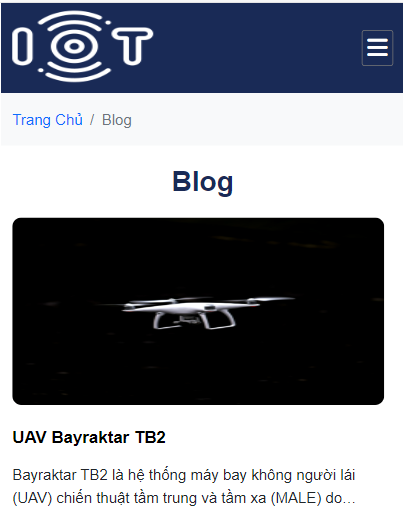 IOT
Trang Chủ / Blog
Blog
UAV Bayraktar TB2
Bayraktar TB2 là hệ thống máy bay không người lái
(UAV) chiến thuật tầm trung và tầm xa (MALE) do…